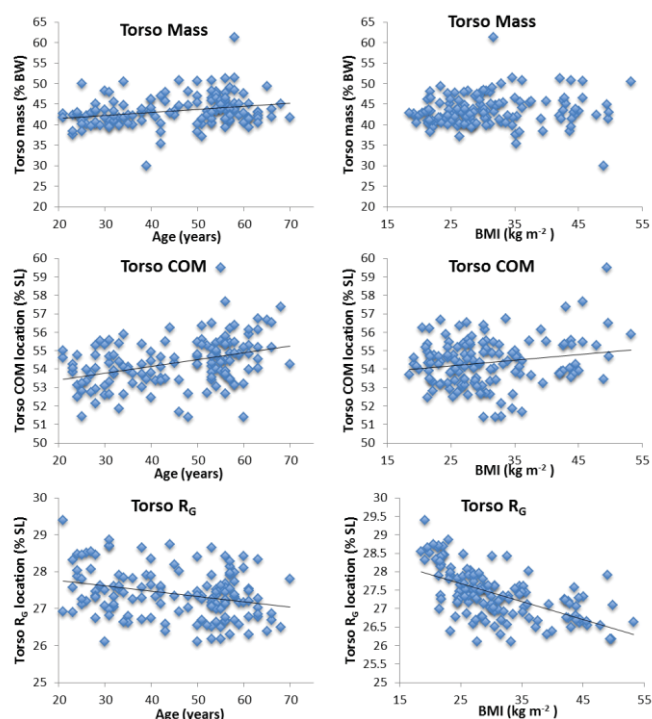 Torso Mass
Torso mass (% BW)
65
60
55
50
45
40
35
30
25
20
20 30 40 50 60 70
Age (years)
Torso Mass
Torso mass (% BW)
65
60
55
50
45
40
35
30
25
20
15 25 35 45 55
BMI (kg m⁻²)
Torso COM
Torso COM location (% SL)
60
59
58
57
56
55
54
53
52
51
50
20 30 40 50 60 70
Age (years)
Torso COM
Torso COM location (% SL)
60
59
58
57
56
55
54
53
52
51
50
15 25 35 45 55
BMI (kg m⁻²)
Torso R_G
Torso R_G location (% SL)
30
29
28
27
26
25
20 30 40 50 60 70
Age (years)
Torso R_G
Torso R_G location (% SL)
30
29.5
29
28.5
28
27.5
27
26.5
26
25.5
25
15 25 35 45 55
BMI (kg m⁻²)